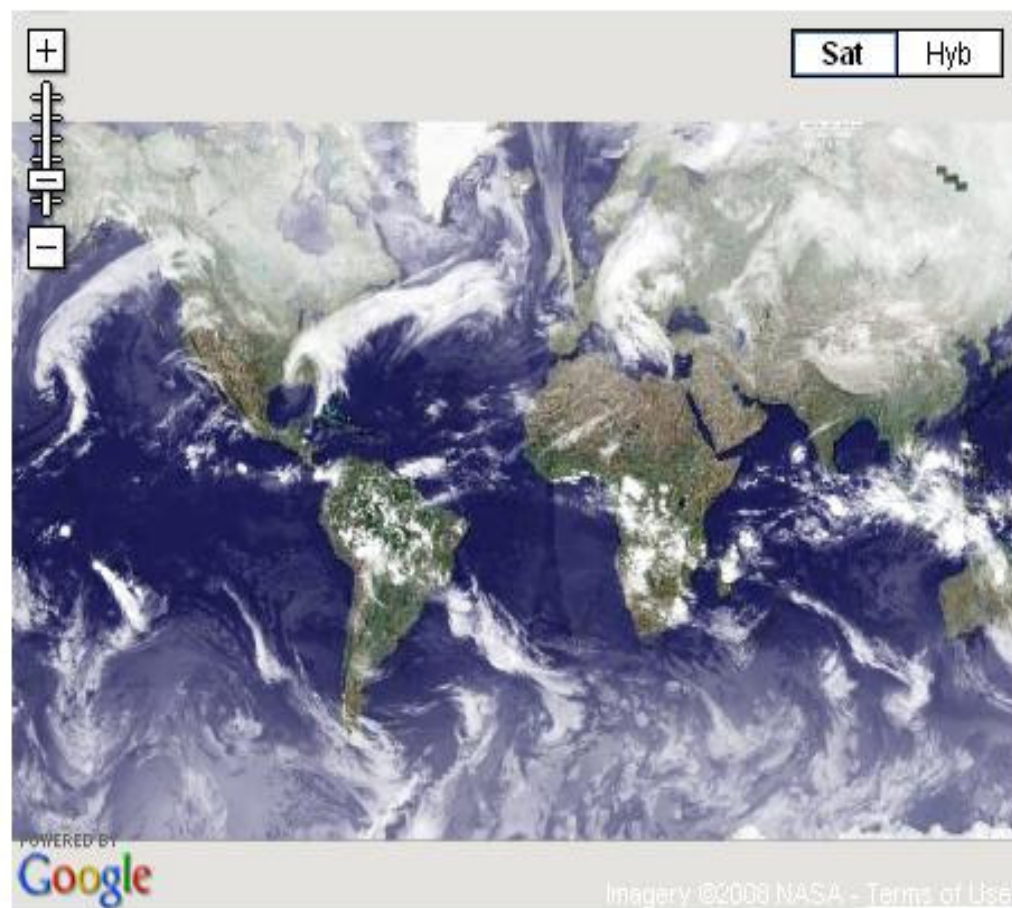 +
Sat Hyb
−
POWERED BY
Google
Imagery ©2008 NASA - Terms of Use